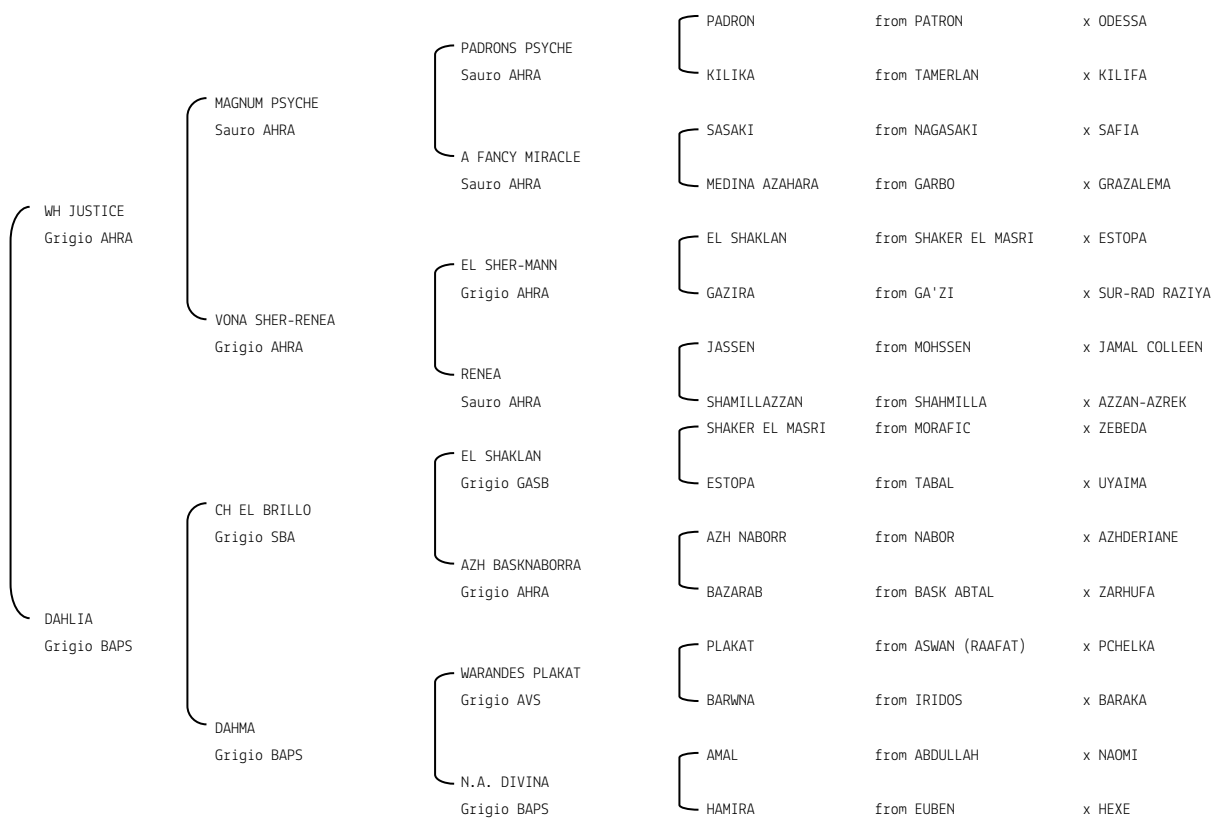 PADRON from PATRON x ODESSA
PADRONS PSYCHE
Sauro AHRA KILIKA from TAMERLAN x KILIFA
MAGNUM PSYCHE
Sauro AHRA SASAKI from NAGASAKI x SAFIA
A FANCY MIRACLE
Sauro AHRA MEDINA AZAHARA from GARBO x GRAZALEMA
WH JUSTICE
Grigio AHRA EL SHAKLAN from SHAKER EL MASRI x ESTOPA
EL SHER-MANN
Grigio AHRA GAZIRA from GA'ZI x SUR-RAD RAZIYA
VONA SHER-RENEA
Grigio AHRA JASSEN from MOHSSEN x JAMAL COLLEEN
RENEA
Sauro AHRA SHAMILLAZZAN from SHAHMILLA x AZZAN-AZREK
SHAKER EL MASRI from MORAFIC x ZEBEDA
EL SHAKLAN
Grigio GASB ESTOPA from TABAL x UYAIMA
CH EL BRILLO
Grigio SBA AZH NABORR from NABOR x AZHDERIANE
AZH BASKNABORRA
Grigio AHRA BAZARAB from BASK ABTAL x ZARHUFA
DAHLIA
Grigio BAPS PLAKAT from ASWAN (RAAFAT) x PCHELKA
WARANDES PLAKAT
Grigio AVS BARWNA from IRIDOS x BARAKA
DAHMA
Grigio BAPS AMAL from ABDULLAH x NAOMI
N.A. DIVINA
Grigio BAPS HAMIRA from EUBEN x HEXE